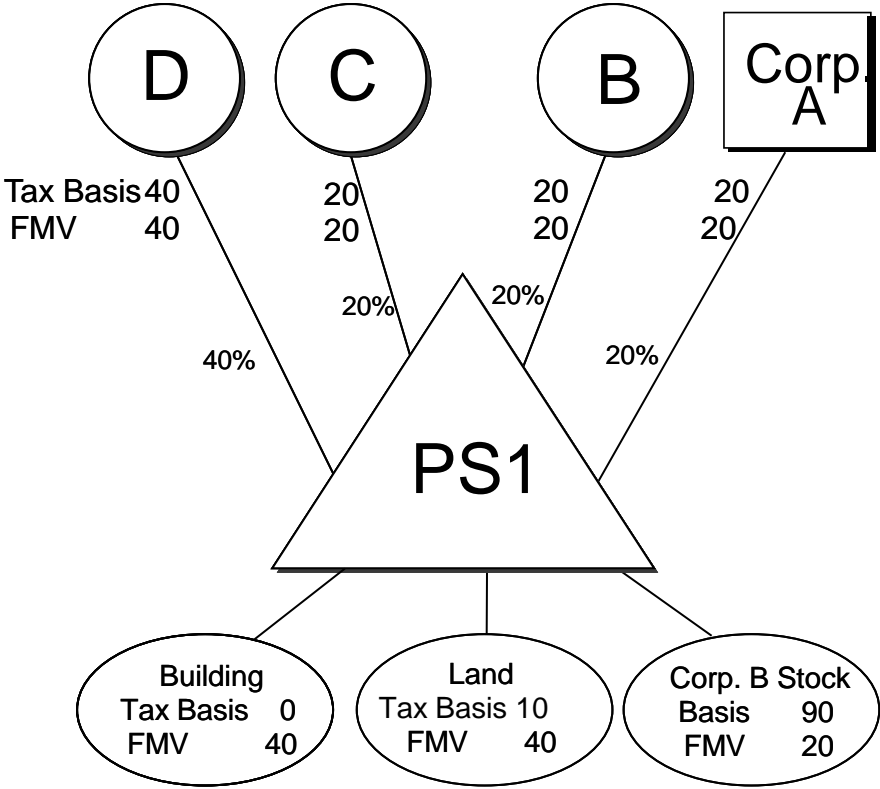 D C B Corp.
A
Tax Basis 40 20 20 20
FMV 40 20 20 20
20% 20%
40% 20%
PS1
Building
Tax Basis 0
FMV 40
Land
Tax Basis 10
FMV 40
Corp. B Stock
Basis 90
FMV 20